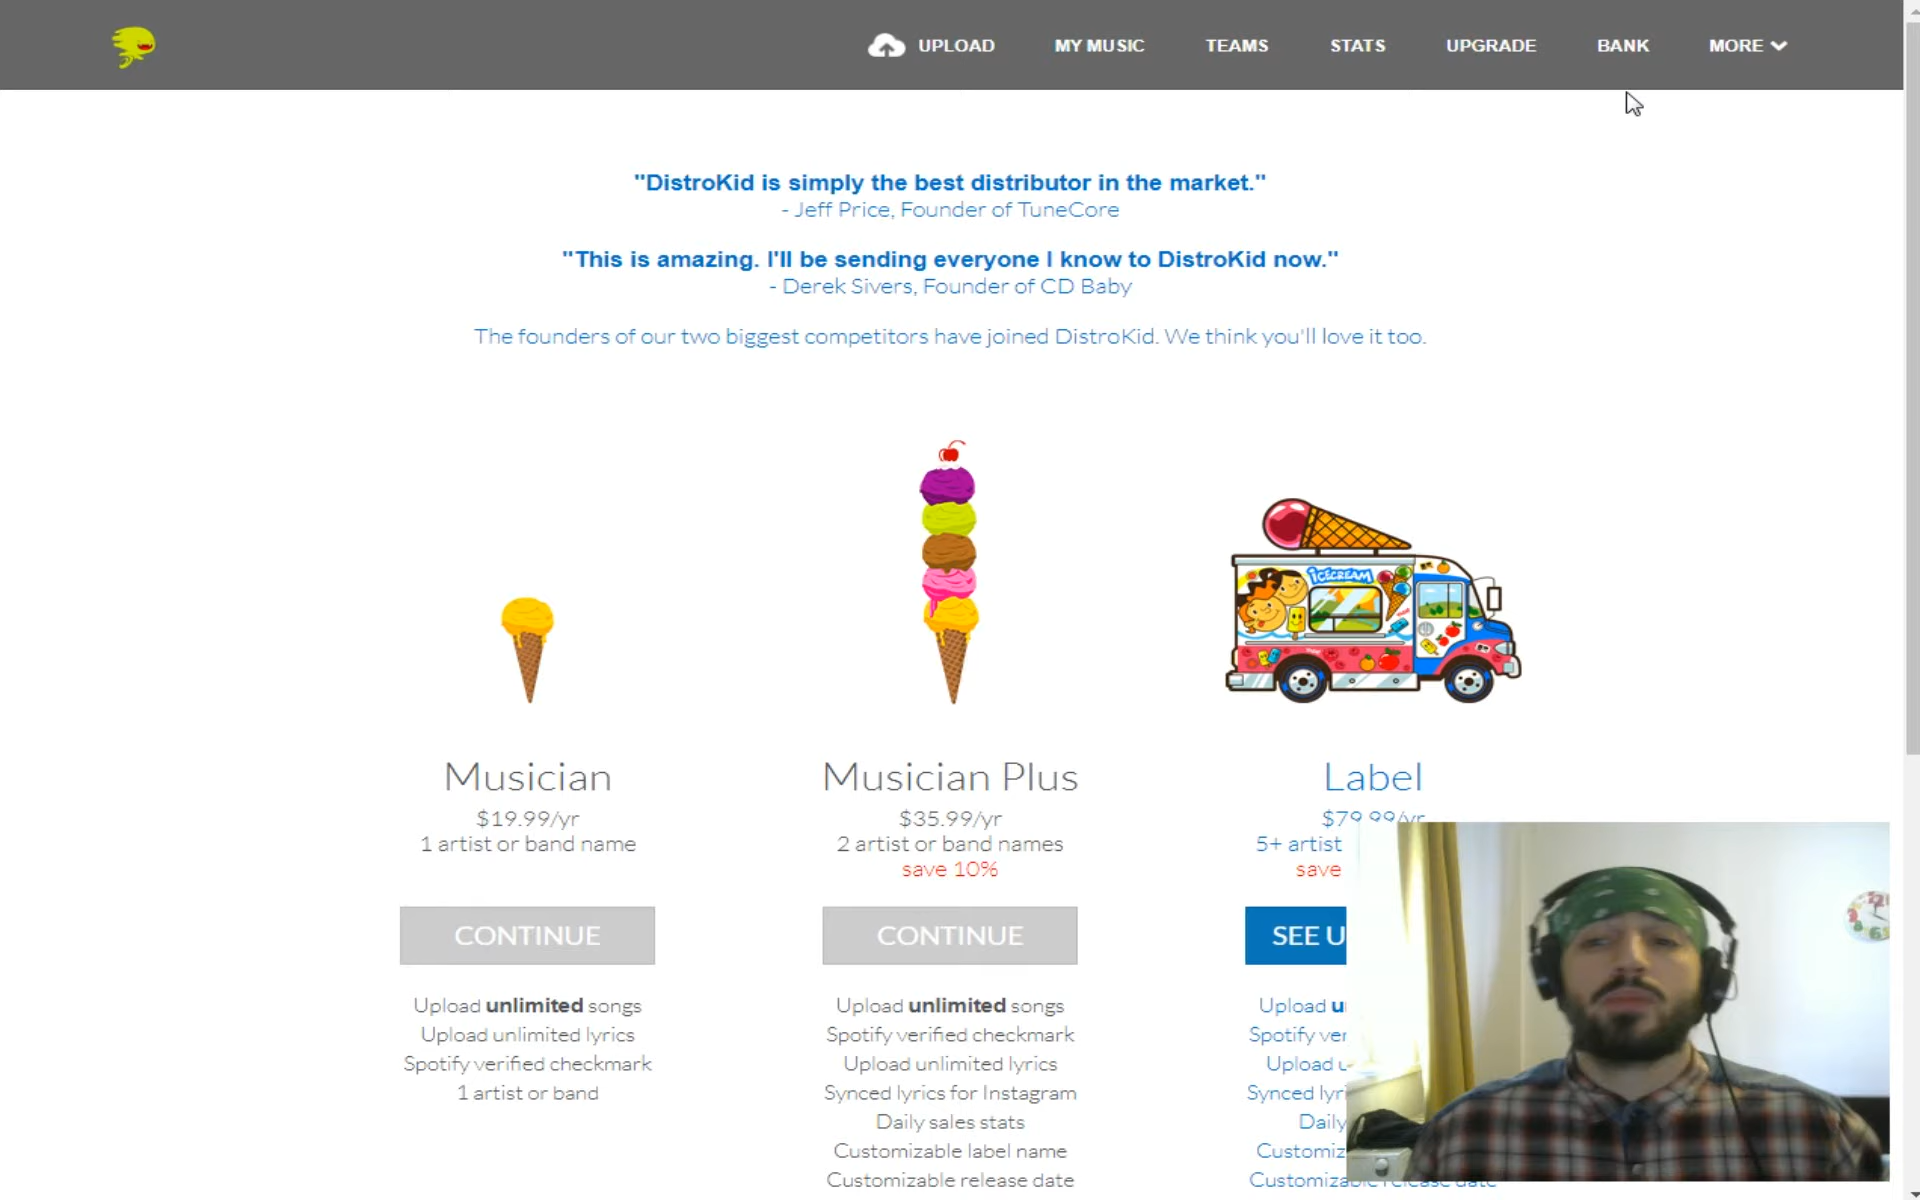 UPLOAD MY MUSIC TEAMS STATS UPGRADE BANK MORE
"DistroKid is simply the best distributor in the market."
- Jeff Price, Founder of TuneCore
"This is amazing. I'll be sending everyone I know to DistroKid now."
- Derek Sivers, Founder of CD Baby
The founders of our two biggest competitors have joined DistroKid. We think you'll love it too.
ICECREAM
Musician
$19.99/yr
1 artist or band name
CONTINUE
Upload unlimited songs
Upload unlimited lyrics
Spotify verified checkmark
1 artist or band
Musician Plus
$35.99/yr
2 artist or band names
save 10%
CONTINUE
Upload unlimited songs
Spotify verified checkmark
Upload unlimited lyrics
Synced lyrics for Instagram
Daily sales stats
Customizable label name
Customizable release date
Label
$79.99/yr
5+ artist
save
SEE U
Upload u
Spotify ver
Upload u
Synced lyr
Daily
Customiz
Customizable release date